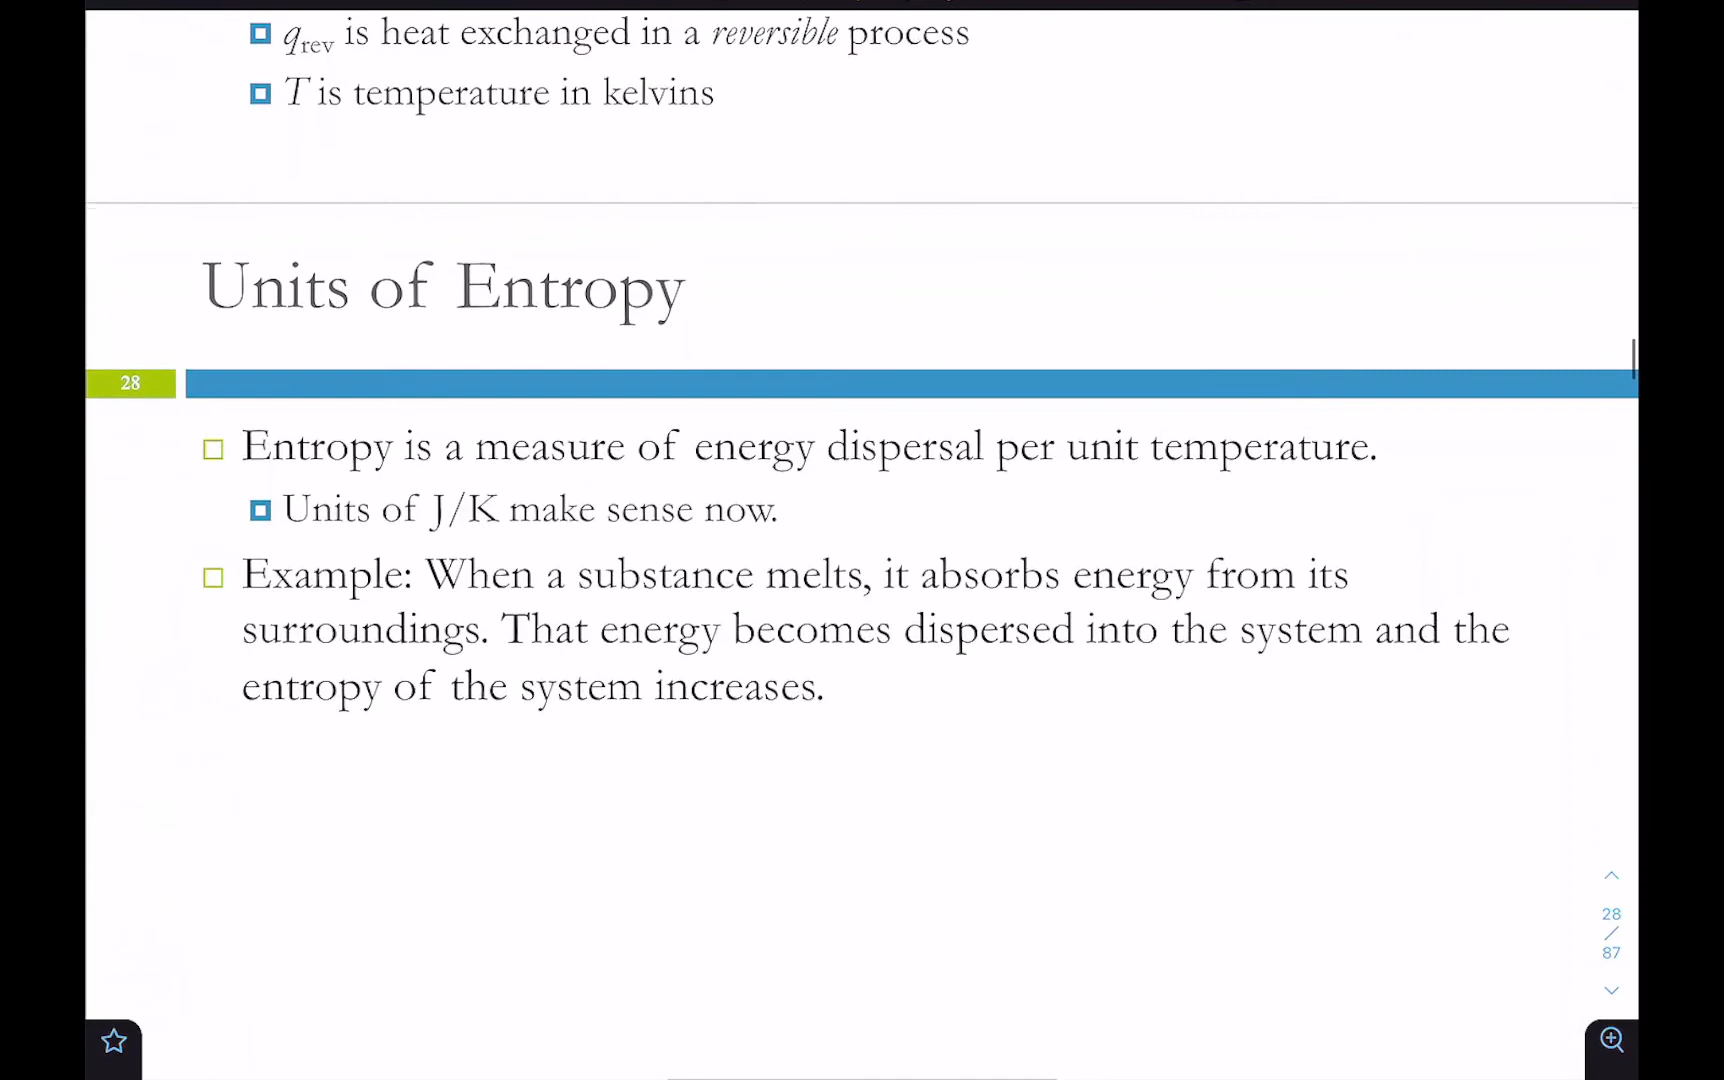 q_rev is heat exchanged in a reversible process
T is temperature in kelvins
Units of Entropy
28
Entropy is a measure of energy dispersal per unit temperature.
Units of J/K make sense now.
Example: When a substance melts, it absorbs energy from its
surroundings. That energy becomes dispersed into the system and the
entropy of the system increases.
28
/
87